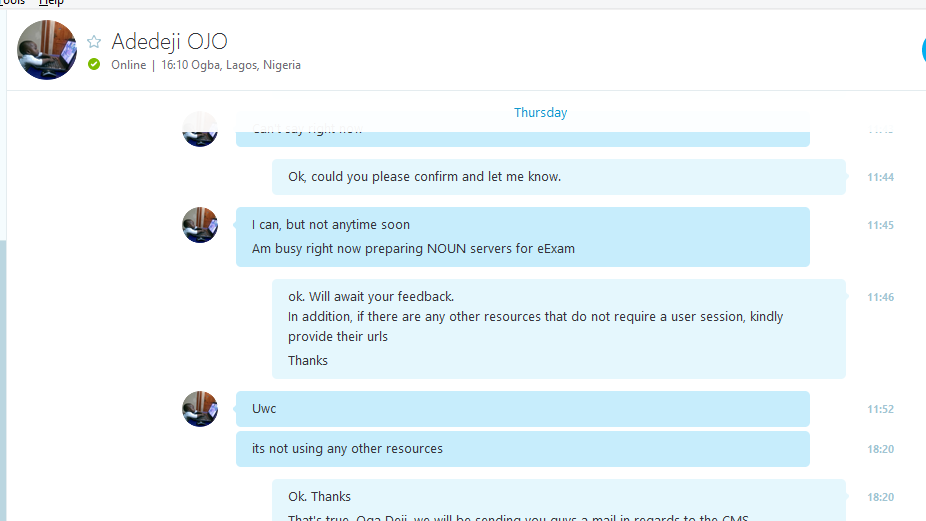 Tools Help
Adedeji OJO
Online | 16:10 Ogba, Lagos, Nigeria
Thursday
Can't say right now
Ok, could you please confirm and let me know.
11:44
I can, but not anytime soon
11:45
Am busy right now preparing NOUN servers for eExam
ok. Will await your feedback.
11:46
In addition, if there are any other resources that do not require a user session, kindly
provide their urls
Thanks
Uwc
11:52
its not using any other resources
18:20
Ok. Thanks
18:20
That's true. Oga Deji, we will be sending you guys a mail in regards to the CMS